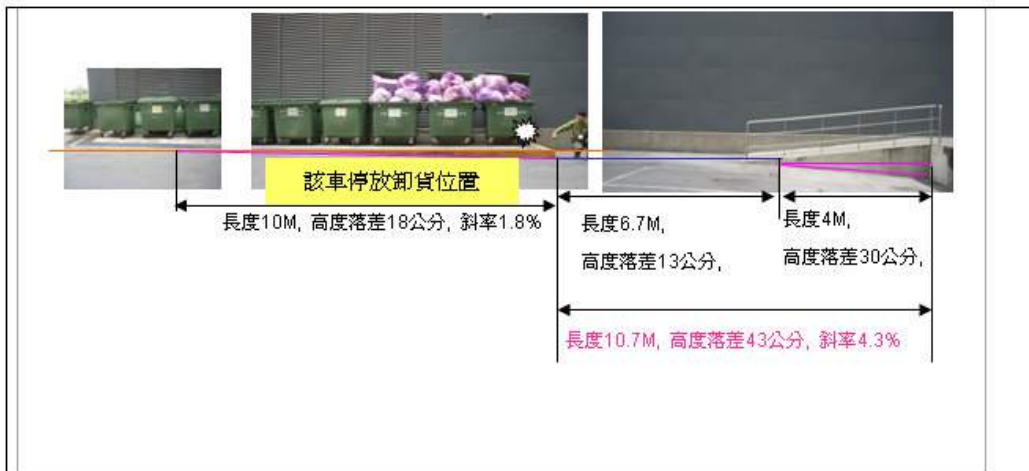 該車停放卸貨位置
長度10M, 高度落差18公分, 斜率1.8%
長度6.7M,
高度落差13公分,
長度4M,
高度落差30公分,
長度10.7M, 高度落差43公分, 斜率4.3%